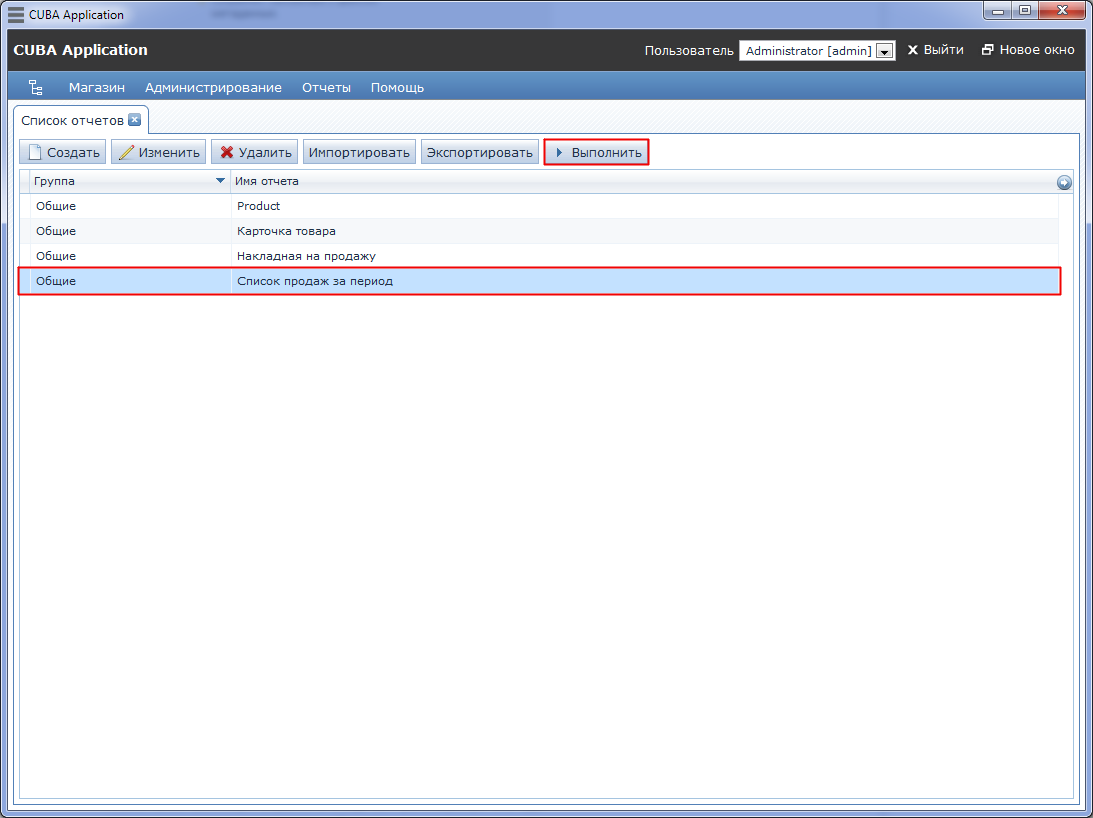 CUBA Application
CUBA Application Пользователь Administrator [admin] Выйти Новое окно
Магазин Администрирование Отчеты Помощь
Список отчетов
Создать Изменить Удалить Импортировать Экспортировать Выполнить
Группа Имя отчета
Общие Product
Общие Карточка товара
Общие Накладная на продажу
Общие Список продаж за период